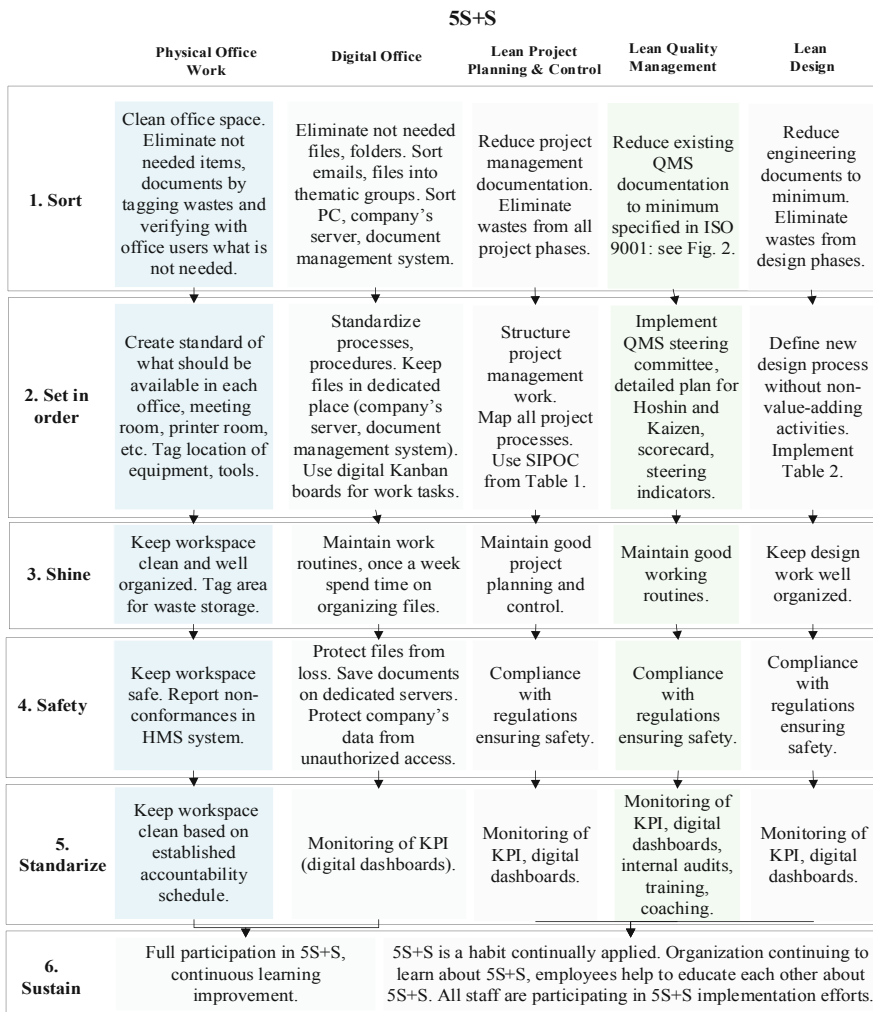 5S+S
Physical Office
Work
Digital Office
Lean Project
Planning & Control
Lean Quality
Management
Lean
Design
1. Sort
Clean office space.
Eliminate not
needed items,
documents by
tagging wastes and
verifying with
office users what is
not needed.
Eliminate not needed
files, folders. Sort
emails, files into
thematic groups. Sort
PC, company's
server, document
management system.
Reduce project
management
documentation.
Eliminate
wastes from all
project phases.
Reduce existing
QMS
documentation
to minimum
specified in ISO
9001: see Fig. 2.
Reduce
engineering
documents to
minimum.
Eliminate
wastes from
design phases.
2. Set in
order
Create standard of
what should be
available in each
office, meeting
room, printer room,
etc. Tag location of
equipment, tools.
Standardize
processes,
procedures. Keep
files in dedicated
place (company's
server, document
management system).
Use digital Kanban
boards for work tasks.
Structure
project
management
work.
Map all project
processes.
Use SIPOC
from Table 1.
Implement
QMS steering
committee,
detailed plan for
Hoshin and
Kaizen,
scorecard,
steering
indicators.
Define new
design process
without non-
value-adding
activities.
Implement
Table 2.
3. Shine
Keep workspace
clean and well
organized. Tag area
for waste storage.
Maintain work
routines, once a week
spend time on
organizing files.
Maintain good
project
planning and
control.
Maintain good
working
routines.
Keep design
work well
organized.
4. Safety
Keep workspace
safe. Report non-
conformances in
HMS system.
Protect files from
loss. Save documents
on dedicated servers.
Protect company's
data from
unauthorized access.
Compliance
with
regulations
ensuring safety.
Compliance
with
regulations
ensuring safety.
Compliance
with
regulations
ensuring
safety.
5.
Standarize
Keep workspace
clean based on
established
accountability
schedule.
Monitoring of KPI
(digital dashboards).
Monitoring of
KPI, digital
dashboards.
Monitoring of
KPI, digital
dashboards,
internal audits,
training,
coaching.
Monitoring of
KPI, digital
dashboards.
6.
Sustain
Full participation in 5S+S,
continuous learning
improvement.
5S+S is a habit continually applied. Organization continuing to
learn about 5S+S, employees help to educate each other about
5S+S. All staff are participating in 5S+S implementation efforts.